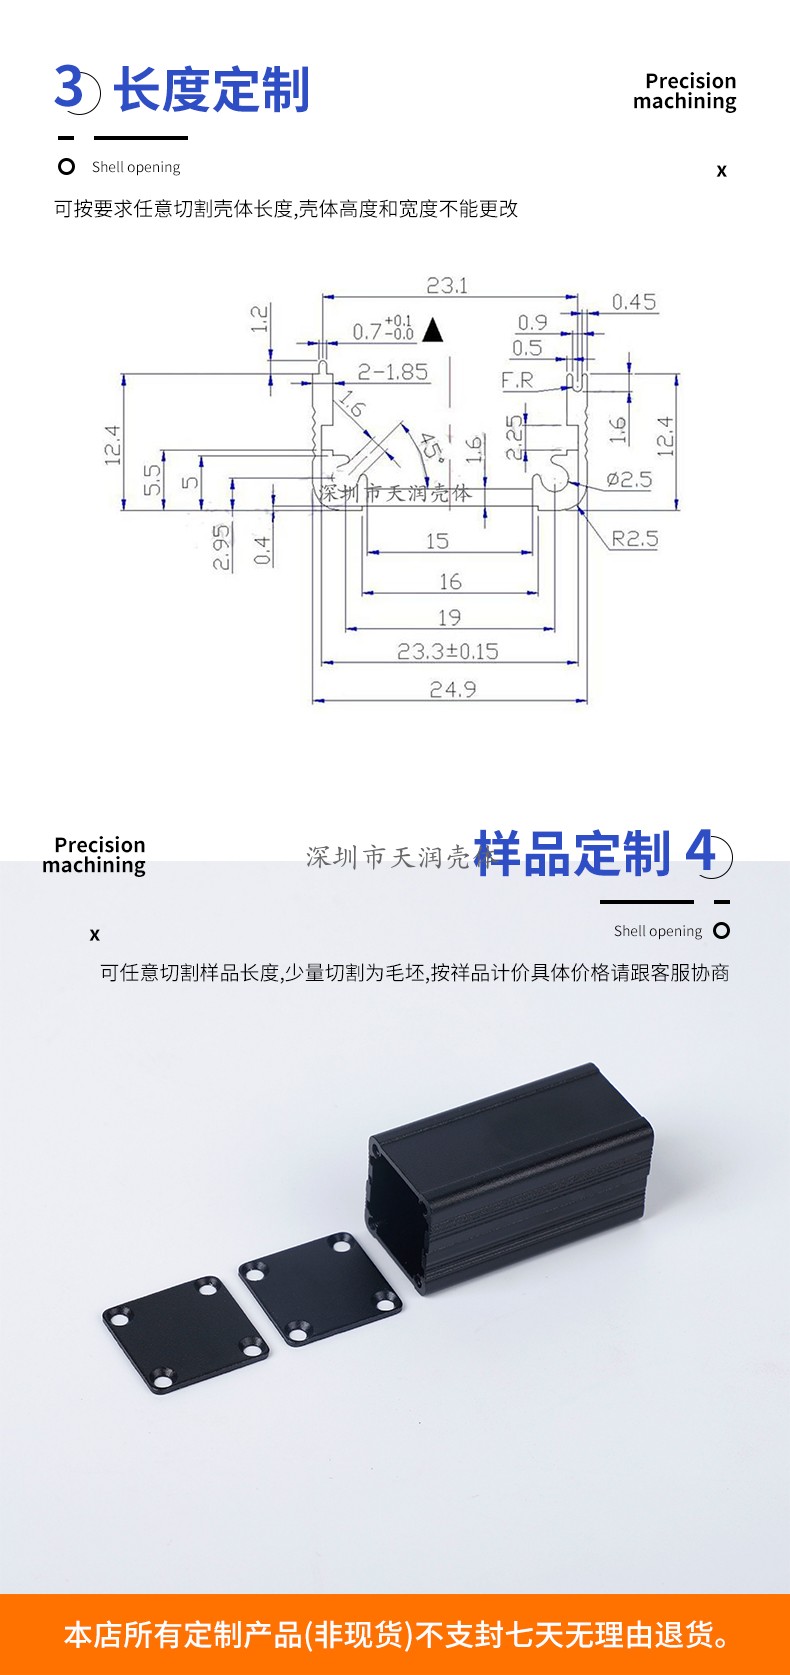 3 长度定制
Precision
machining
Shell opening
x
可按要求任意切割壳体长度,壳体高度和宽度不能更改
23.1
0.45
1.2
0.7+0.1-0.0
0.9
0.5
2-1.85
F.R
1.6
12.4
5.5
5
45°
1.6
2.25
1.6
12.4
深圳市天润壳体
Ø2.5
2.95
0.4
15
R2.5
16
19
23.3±0.15
24.9
Precision
machining
深圳市天润壳体
样品定制 4
Shell opening
x
可任意切割样品长度,少量切割为毛坯,按祥品计价具体价格请跟客服协商
本店所有定制产品(非现货)不支封七天无理由退货。